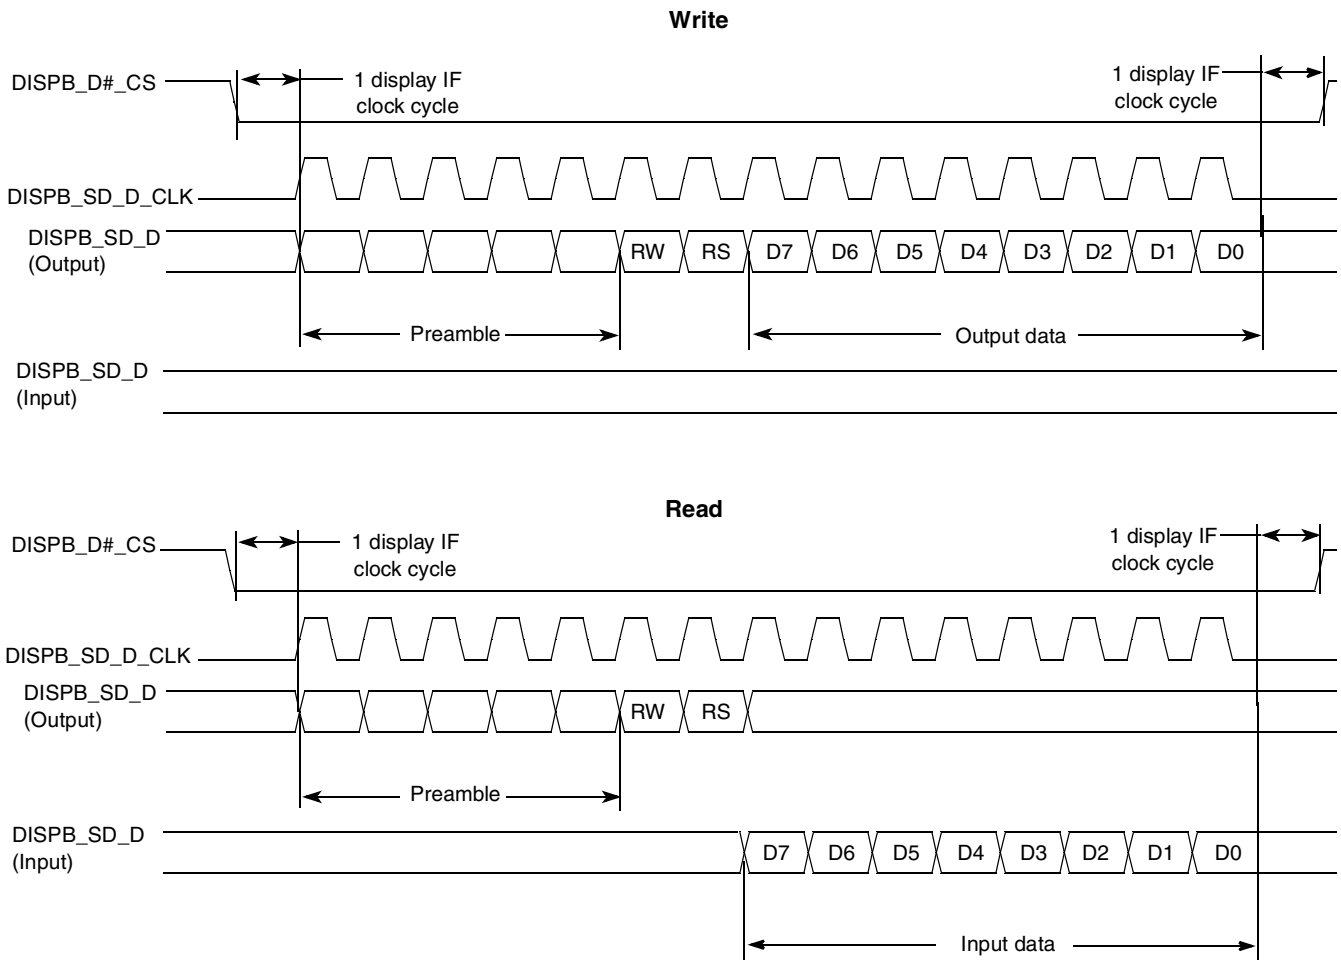 Write
DISPB_D#_CS
1 display IF
clock cycle
1 display IF
clock cycle
DISPB_SD_D_CLK
DISPB_SD_D
(Output)
RW RS D7 D6 D5 D4 D3 D2 D1 D0
Preamble
Output data
DISPB_SD_D
(Input)
Read
DISPB_D#_CS
1 display IF
clock cycle
1 display IF
clock cycle
DISPB_SD_D_CLK
DISPB_SD_D
(Output)
RW RS
Preamble
DISPB_SD_D
(Input)
D7 D6 D5 D4 D3 D2 D1 D0
Input data